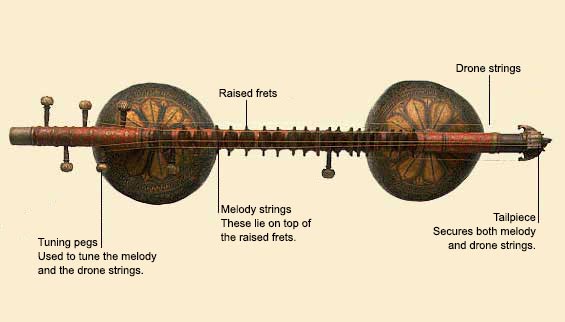 Drone strings
Raised frets
Melody strings
These lie on top of
the raised frets.
Tailpiece
Secures both melody
and drone strings.
Tuning pegs
Used to tune the melody
and the drone strings.